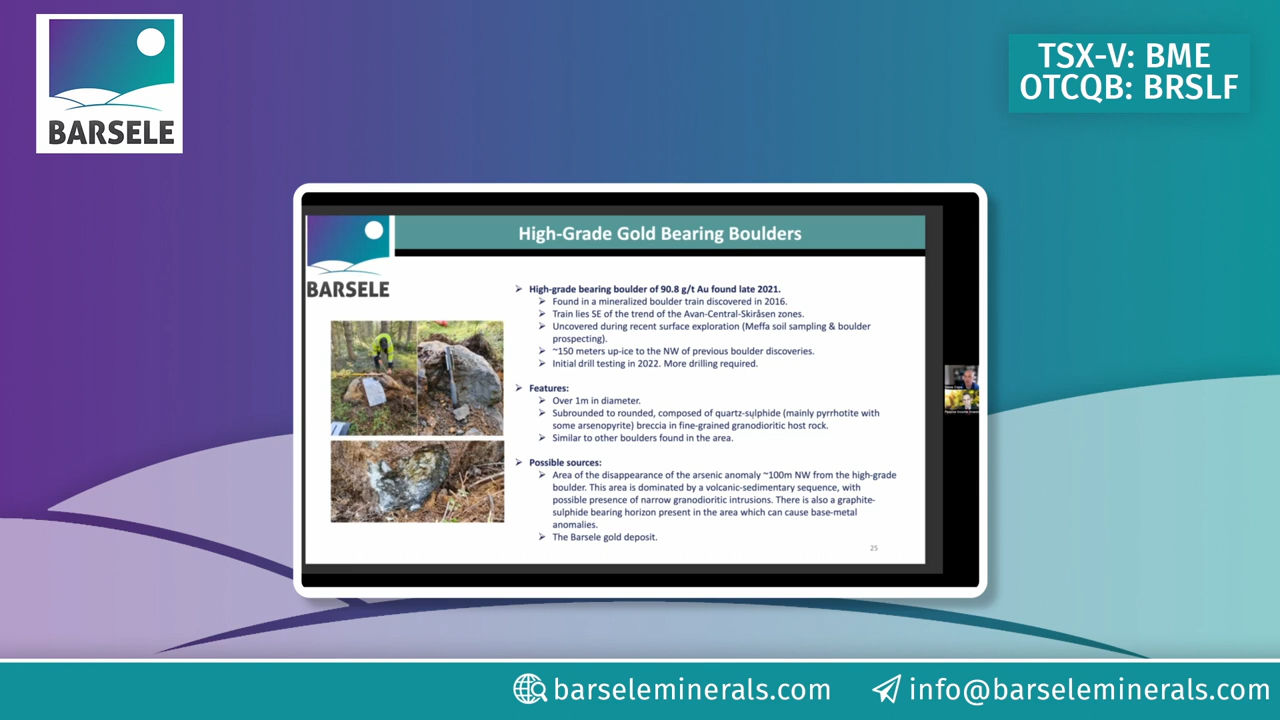 BARSELE
TSX-V: BME
OTCQB: BRSLF
High-Grade Gold Bearing Boulders
BARSELE
➢ High-grade bearing boulder of 90.8 g/t Au found late 2021.
➢ Found in a mineralized boulder train discovered in 2016.
➢ Train lies SE of the trend of the Avan-Central-Skiråsen zones.
➢ Uncovered during recent surface exploration (Meffa soil sampling & boulder
prospecting).
➢ ~150 meters up-ice to the NW of previous boulder discoveries.
➢ Initial drill testing in 2022. More drilling required.
➢ Features:
➢ Over 1m in diameter.
➢ Subrounded to rounded, composed of quartz-sulphide (mainly pyrrhotite with
some arsenopyrite) breccia in fine-grained granodioritic host rock.
➢ Similar to other boulders found in the area.
➢ Possible sources:
➢ Area of the disappearance of the arsenic anomaly ~100m NW from the high-grade
boulder. This area is dominated by a volcanic-sedimentary sequence, with
possible presence of narrow granodioritic intrusions. There is also a graphite-
sulphide bearing horizon present in the area which can cause base-metal
anomalies.
➢ The Barsele gold deposit.
25
barseleminerals.com
info@barseleminerals.com